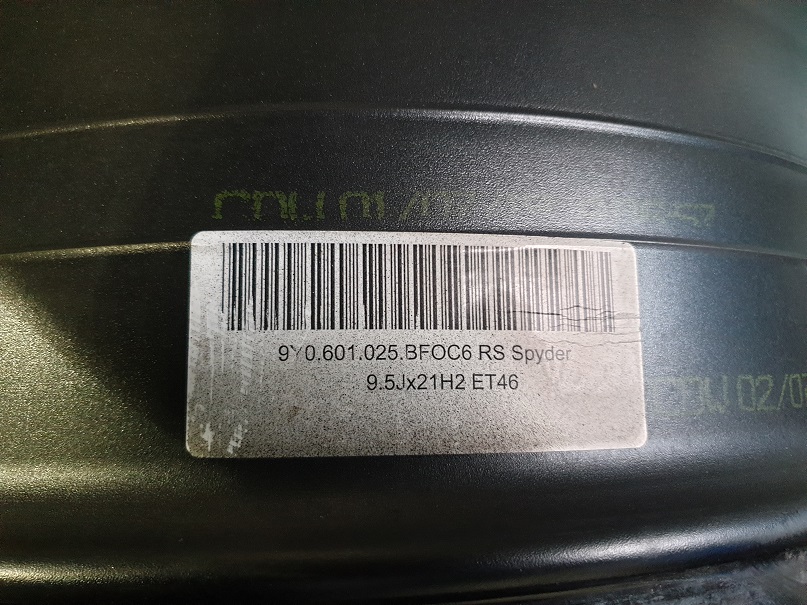 9Y0.601.025.BFOC6 RS Spyder
9.5Jx21H2 ET46